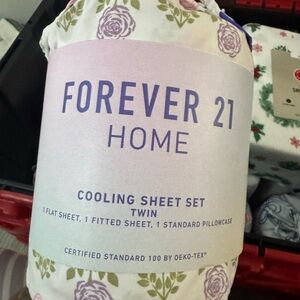 FOREVER 21
HOME
COOLING SHEET SET
TWIN
1 FLAT SHEET, 1 FITTED SHEET, 1 STANDARD PILLOWCASE
CERTIFIED STANDARD 100 BY OEKO-TEX®